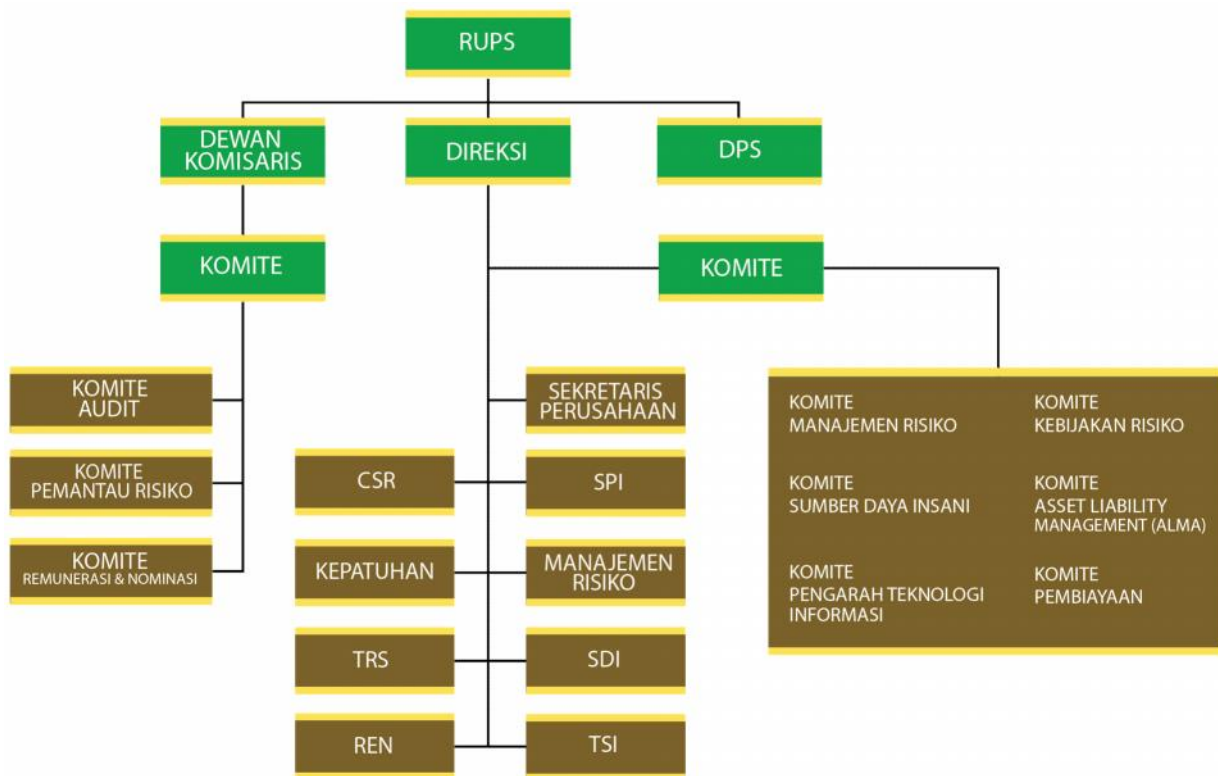 RUPS
DEWAN
KOMISARIS
DIREKSI
DPS
KOMITE
KOMITE
KOMITE
AUDIT
KOMITE
PEMANTAU RISIKO
KOMITE
REMUNERASI & NOMINASI
SEKRETARIS
PERUSAHAAN
CSR
SPI
KEPATUHAN
MANAJEMEN
RISIKO
TRS
SDI
REN
TSI
KOMITE
MANAJEMEN RISIKO
KOMITE
KEBIJAKAN RISIKO
KOMITE
SUMBER DAYA INSANI
KOMITE
ASSET LIABILITY
MANAGEMENT (ALMA)
KOMITE
PENGARAH TEKNOLOGI
INFORMASI
KOMITE
PEMBIAYAAN